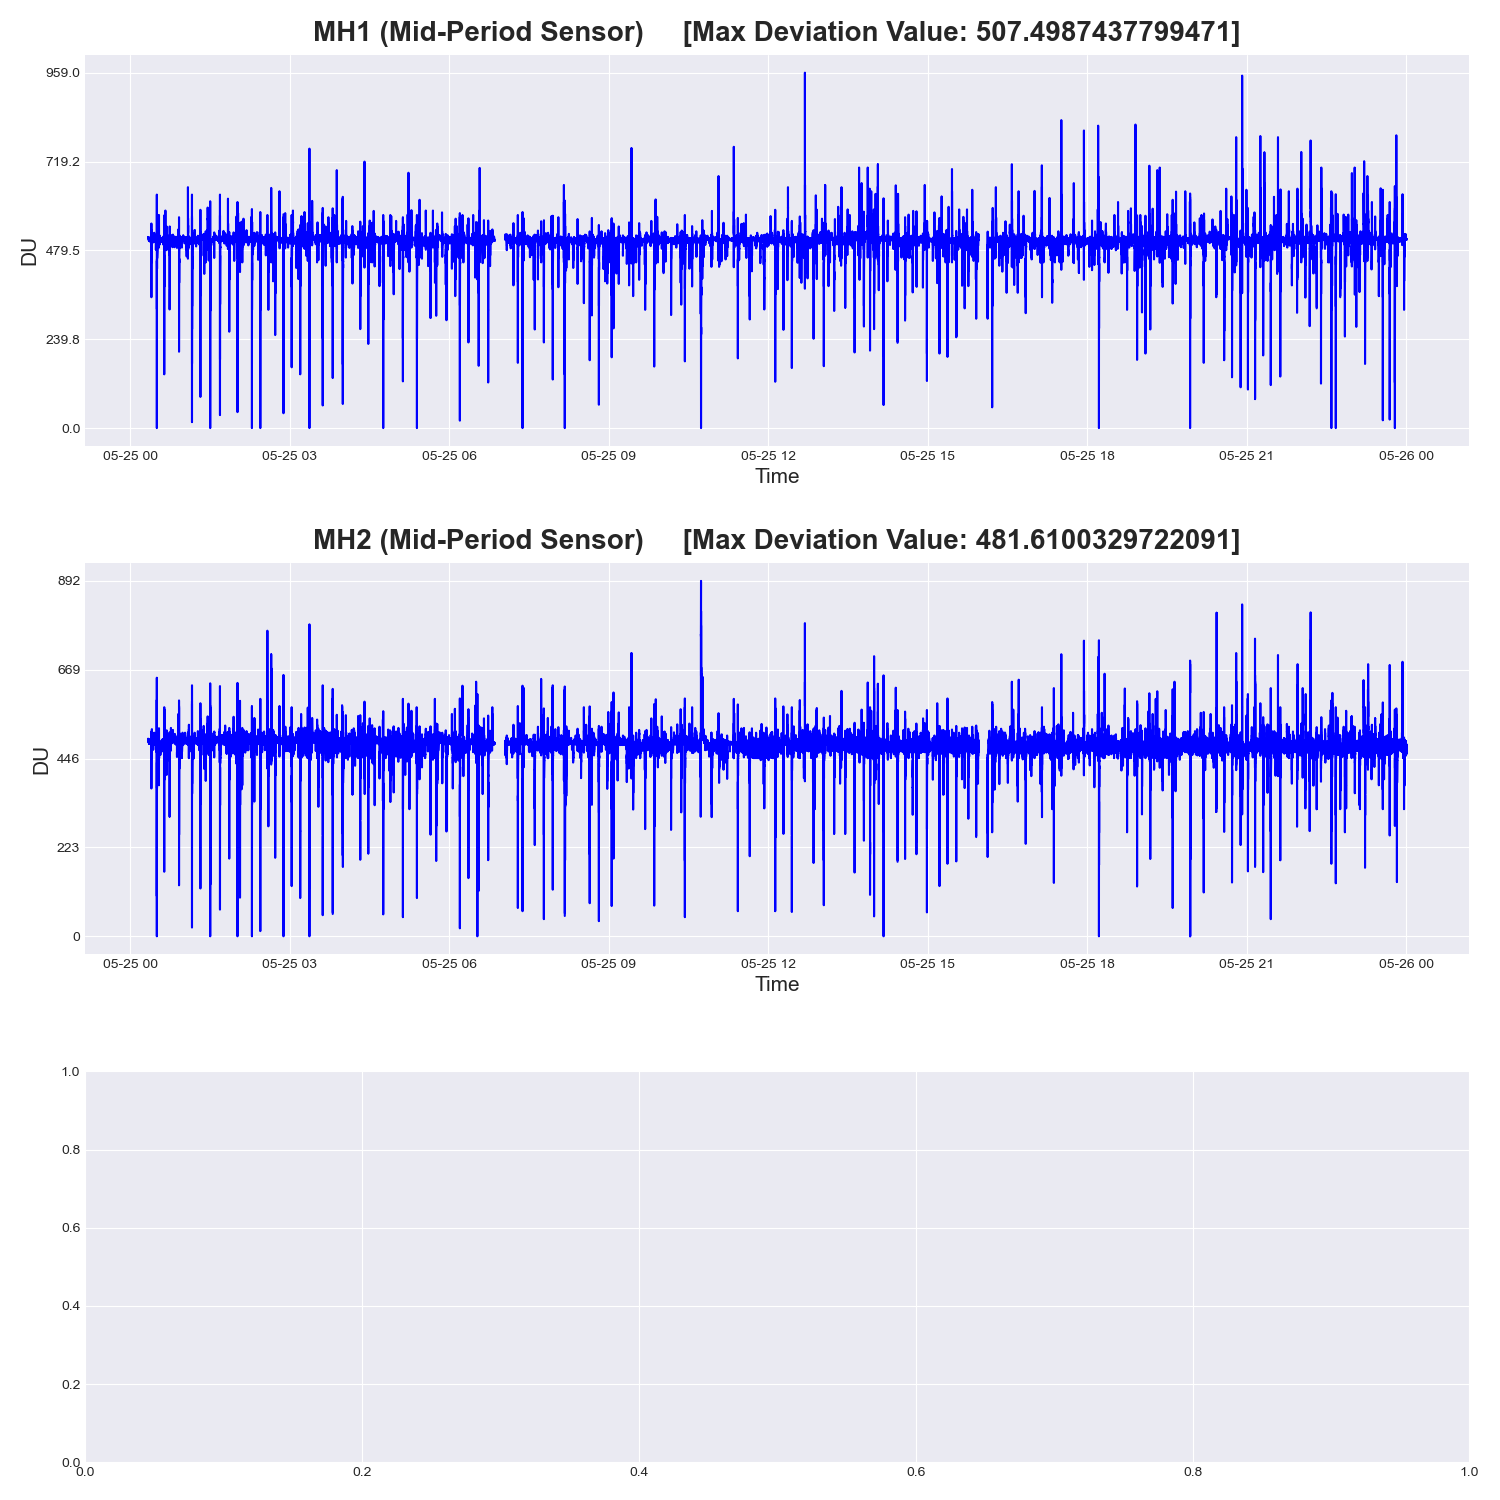 MH1 (Mid-Period Sensor) [Max Deviation Value: 507.4987437799471]
959.0
719.2
479.5
239.8
0.0
DU
05-25 00 05-25 03 05-25 06 05-25 09 05-25 12 05-25 15 05-25 18 05-25 21 05-26 00
Time
MH2 (Mid-Period Sensor) [Max Deviation Value: 481.6100329722091]
892
669
446
223
0
DU
05-25 00 05-25 03 05-25 06 05-25 09 05-25 12 05-25 15 05-25 18 05-25 21 05-26 00
Time
1.0
0.8
0.6
0.4
0.2
0.0
0.0 0.2 0.4 0.6 0.8 1.0